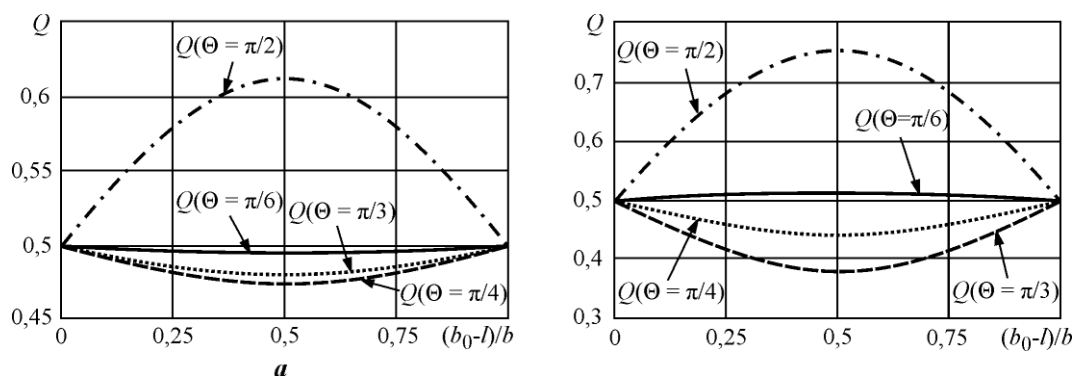 Q
Q(Θ = π/2)
0,6
0,55
Q(Θ = π/6)
Q(Θ = π/3)
0,5
Q(Θ = π/4)
0,45
0
0,25
0,5
0,75
(b₀-l)/b
a
Q
Q(Θ = π/2)
0,7
Q(Θ=π/6)
0,6
0,5
0,4
Q(Θ = π/4)
Q(Θ = π/3)
0,3
0
0,25
0,5
0,75
(b₀-l)/b